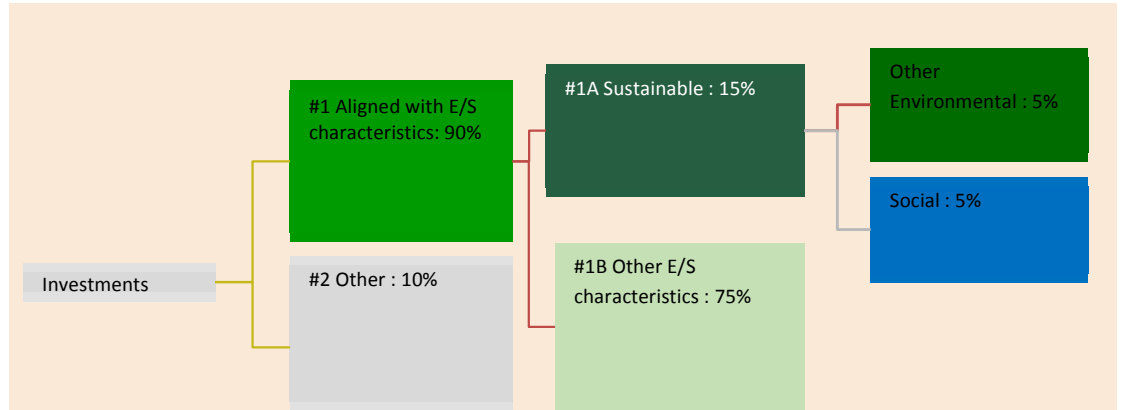 Investments
#1 Aligned with E/S
characteristics: 90%
#2 Other : 10%
#1A Sustainable : 15%
#1B Other E/S
characteristics : 75%
Other
Environmental : 5%
Social : 5%